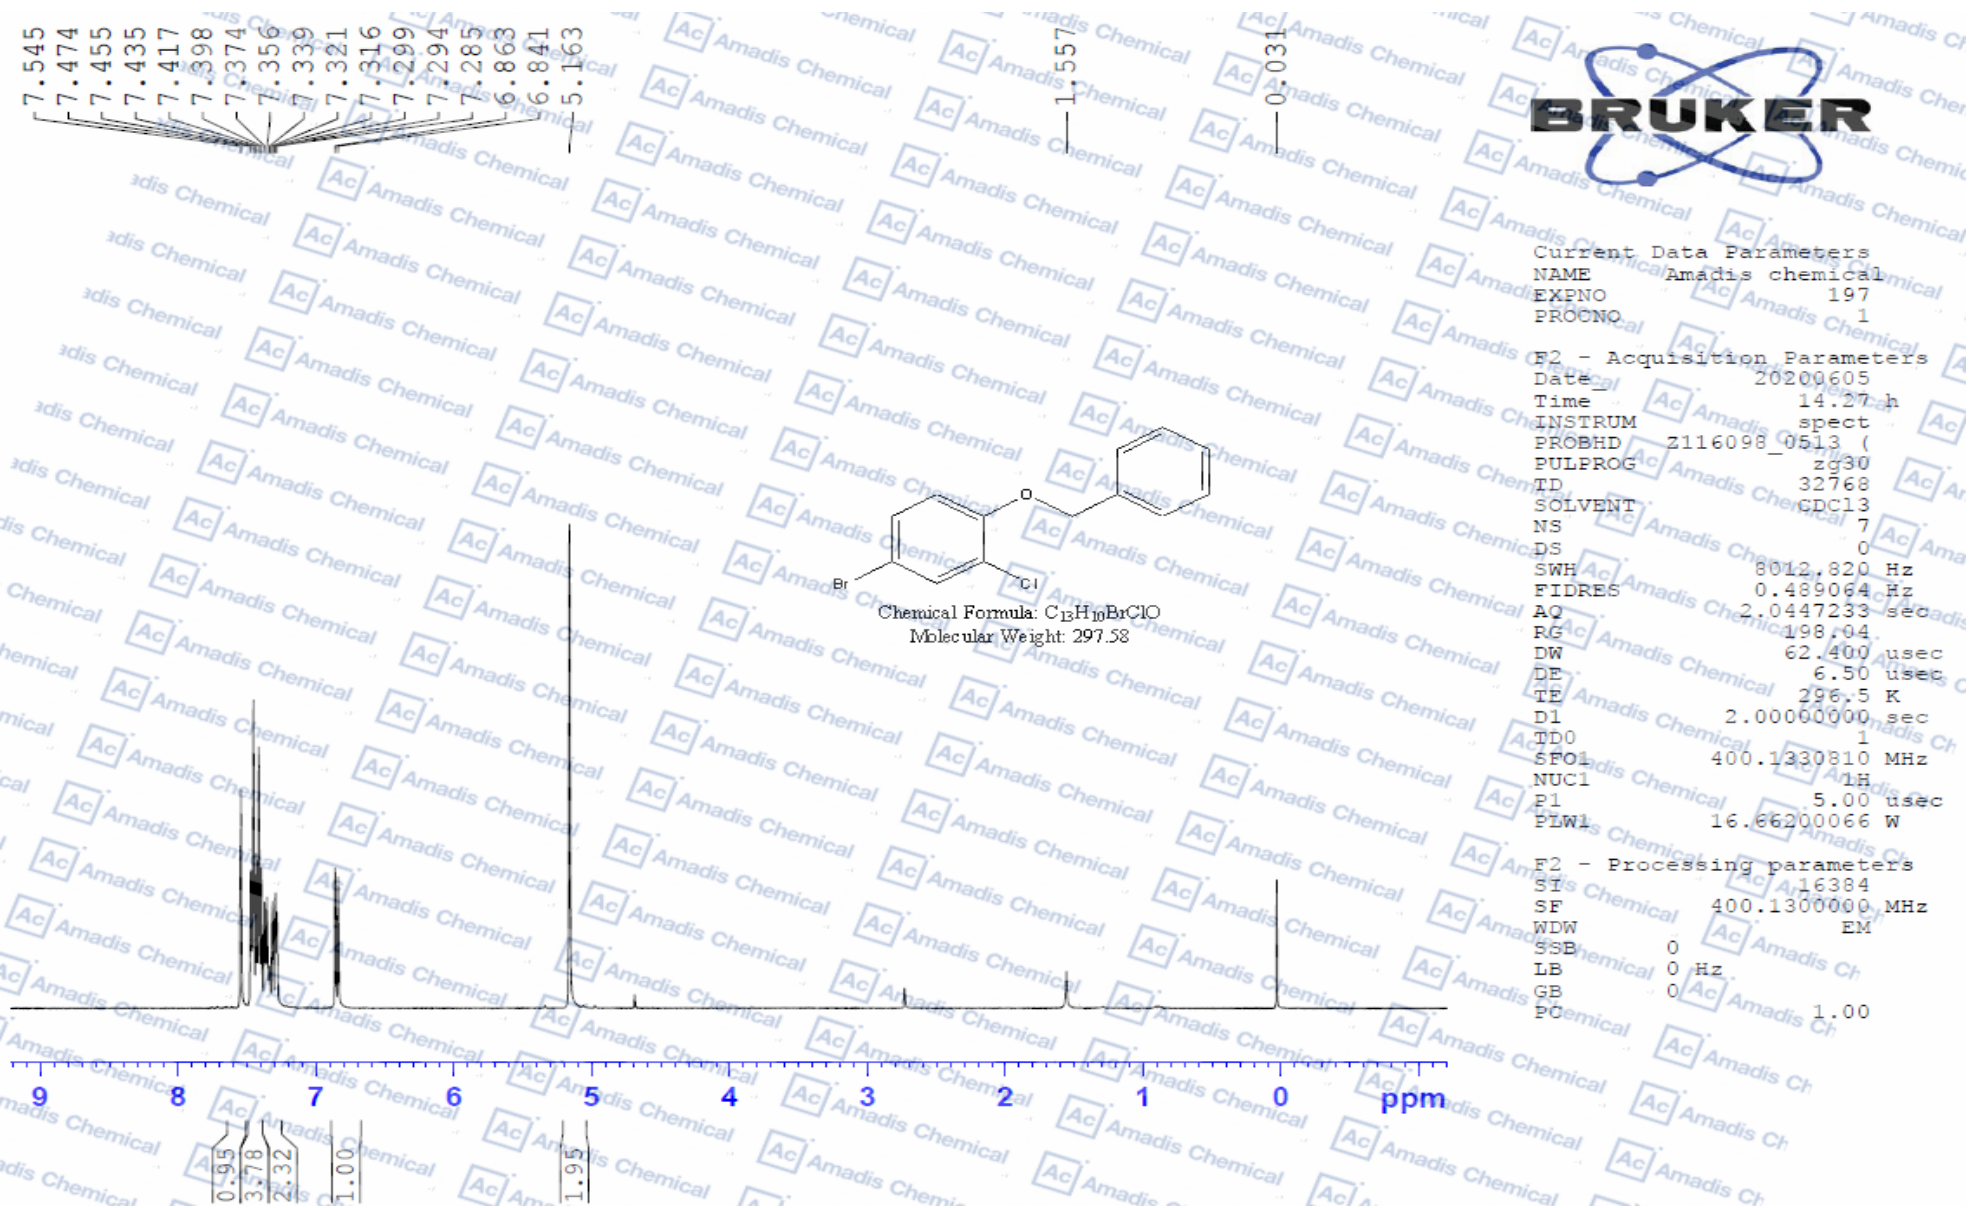 7.545
7.474
7.455
7.435
7.417
7.398
7.374
7.356
7.339
7.321
7.316
7.299
7.294
7.285
6.863
6.841
5.163
1.557
0.031
BRUKER
Current Data Parameters
NAME Amadis chemical
EXPNO 197
PROCNO 1
F2 - Acquisition Parameters
Date_ 20200605
Time 14.27 h
INSTRUM spect
PROBHD Z116098_0513 (
PULPROG zg30
TD 32768
SOLVENT CDCl3
NS 7
DS 0
SWH 8012.820 Hz
FIDRES 0.489064 Hz
AQ 2.0447233 sec
RG 198.04
DW 62.400 usec
DE 6.50 usec
TE 296.5 K
D1 2.00000000 sec
TD0 1
SFO1 400.1330810 MHz
NUC1 1H
P1 5.00 usec
PLW1 16.66200066 W
F2 - Processing parameters
SI 16384
SF 400.1300000 MHz
WDW EM
SSB 0
LB 0 Hz
GB 0
PC 1.00
O
Br
Cl
Chemical Formula: C₁₃H₁₀BrClO
Molecular Weight: 297.58
9 8 7 6 5 4 3 2 1 0 ppm
0.95
3.78
2.32
1.00
1.95
Ac Amadis Chemical